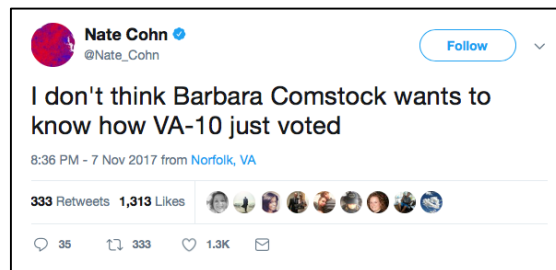 Nate Cohn
@Nate_Cohn
Follow
I don't think Barbara Comstock wants to
know how VA-10 just voted
8:36 PM - 7 Nov 2017 from Norfolk, VA
333 Retweets 1,313 Likes
35 333 1.3K